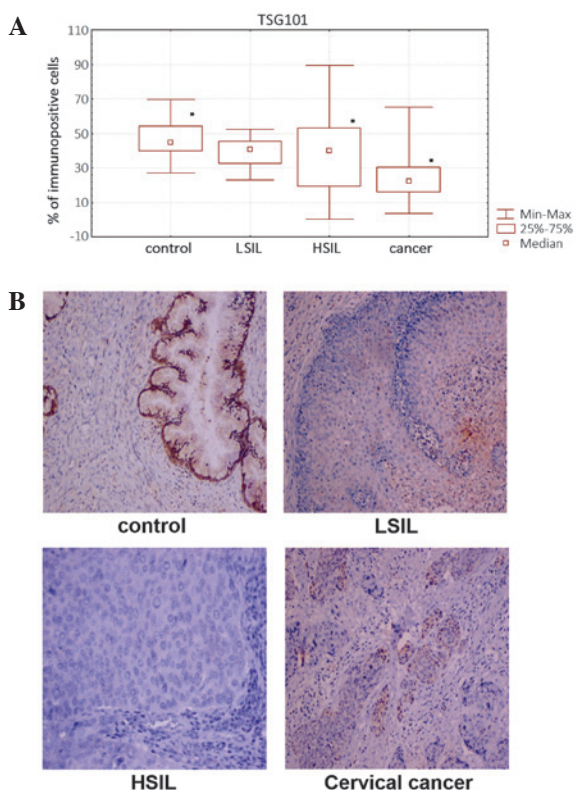 A
TSG101
% of immunopositive cells
110
90
70
50
30
10
-10
control LSIL HSIL cancer
Min-Max
25%-75%
Median
B
control LSIL
HSIL Cervical cancer